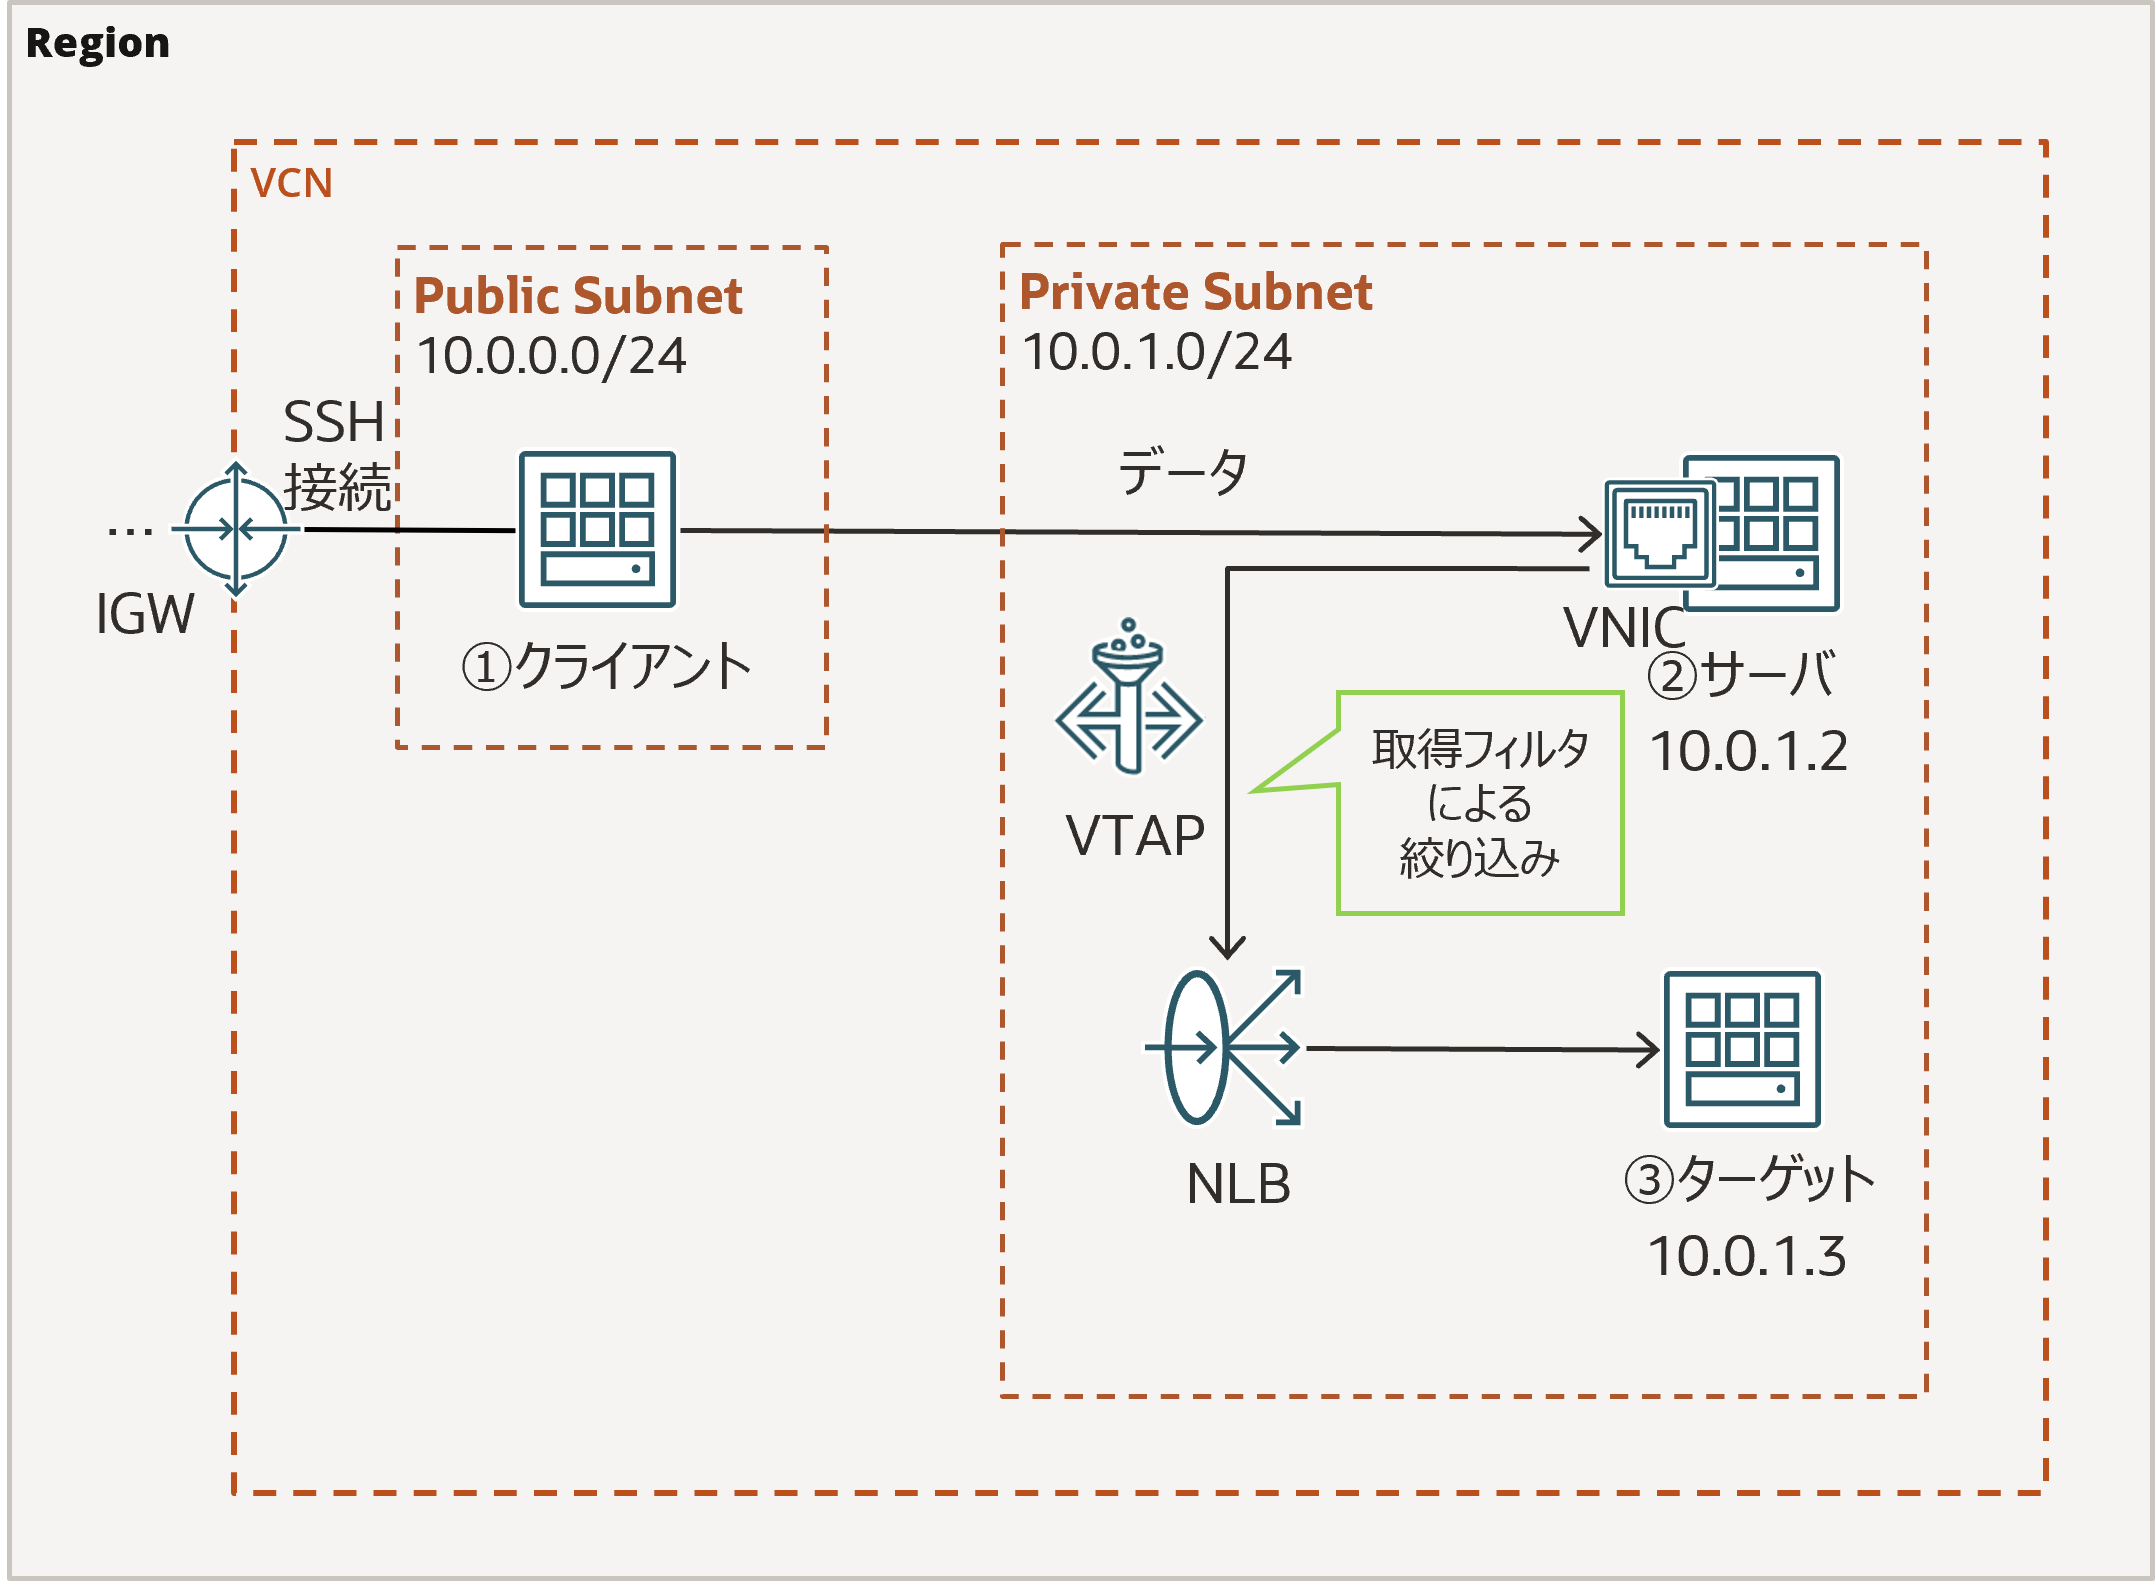 Region
VCN
Public Subnet
10.0.0.0/24
Private Subnet
10.0.1.0/24
SSH
接続
データ
…
IGW
①クライアント
VNIC
②サーバ
10.0.1.2
取得フィルタ
による
絞り込み
VTAP
NLB
③ターゲット
10.0.1.3